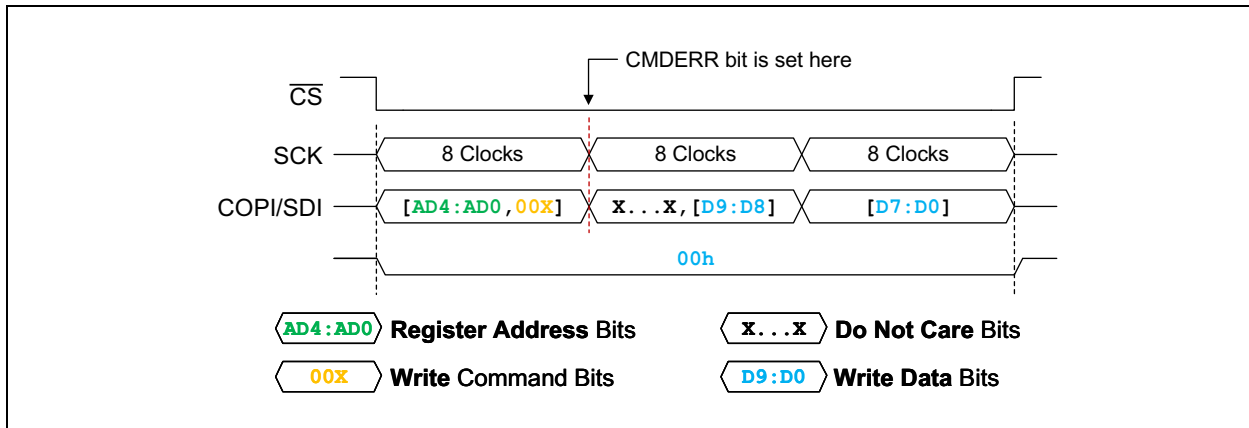 CMDERR bit is set here
CS
SCK
8 Clocks
8 Clocks
8 Clocks
COPI/SDI
[AD4:AD0,00X]
X...X,[D9:D8]
[D7:D0]
00h
AD4:AD0 Register Address Bits
X...X Do Not Care Bits
00X Write Command Bits
D9:D0 Write Data Bits